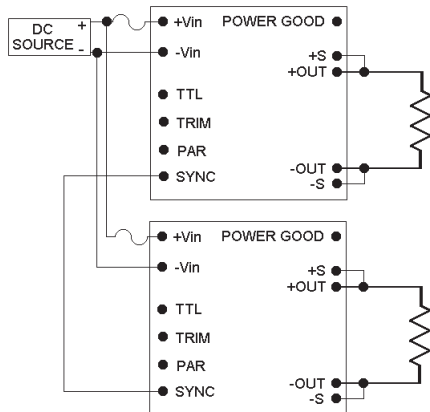 DC +
SOURCE -
+Vin POWER GOOD
-Vin
+S
+OUT
TTL
TRIM
PAR
-OUT
SYNC
-S
+Vin POWER GOOD
-Vin
+S
+OUT
TTL
TRIM
PAR
-OUT
SYNC
-S